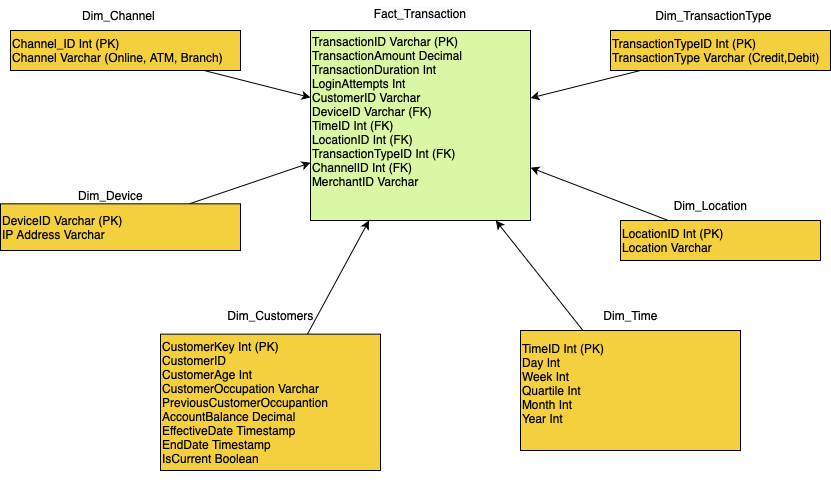 Dim_Channel
Channel_ID Int (PK)
Channel Varchar (Online, ATM, Branch)
Fact_Transaction
TransactionID Varchar (PK)
TransactionAmount Decimal
TransactionDuration Int
LoginAttempts Int
CustomerID Varchar
DeviceID Varchar (FK)
TimeID Int (FK)
LocationID Int (FK)
TransactionTypeID Int (FK)
ChannelID Int (FK)
MerchantID Varchar
Dim_TransactionType
TransactionTypeID Int (PK)
TransactionType Varchar (Credit,Debit)
Dim_Device
DeviceID Varchar (PK)
IP Address Varchar
Dim_Location
LocationID Int (PK)
Location Varchar
Dim_Customers
CustomerKey Int (PK)
CustomerID
CustomerAge Int
CustomerOccupation Varchar
PreviousCustomerOccupantion
AccountBalance Decimal
EffectiveDate Timestamp
EndDate Timestamp
IsCurrent Boolean
Dim_Time
TimeID Int (PK)
Day Int
Week Int
Quartile Int
Month Int
Year Int